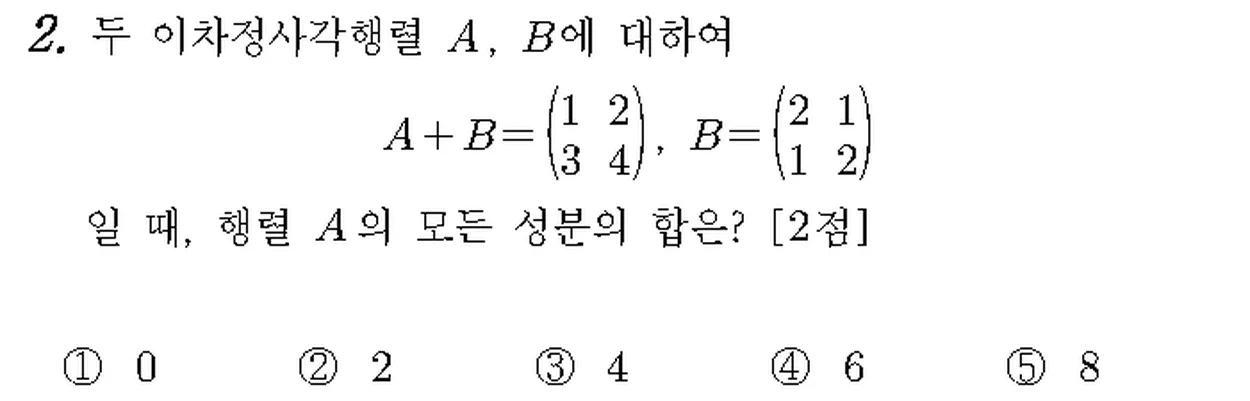 2. 두 이차정사각행렬 A, B에 대하여
A+B=(1 2
3 4), B=(2 1
1 2)
일 때, 행렬 A의 모든 성분의 합은? [2점]
① 0 ② 2 ③ 4 ④ 6 ⑤ 8